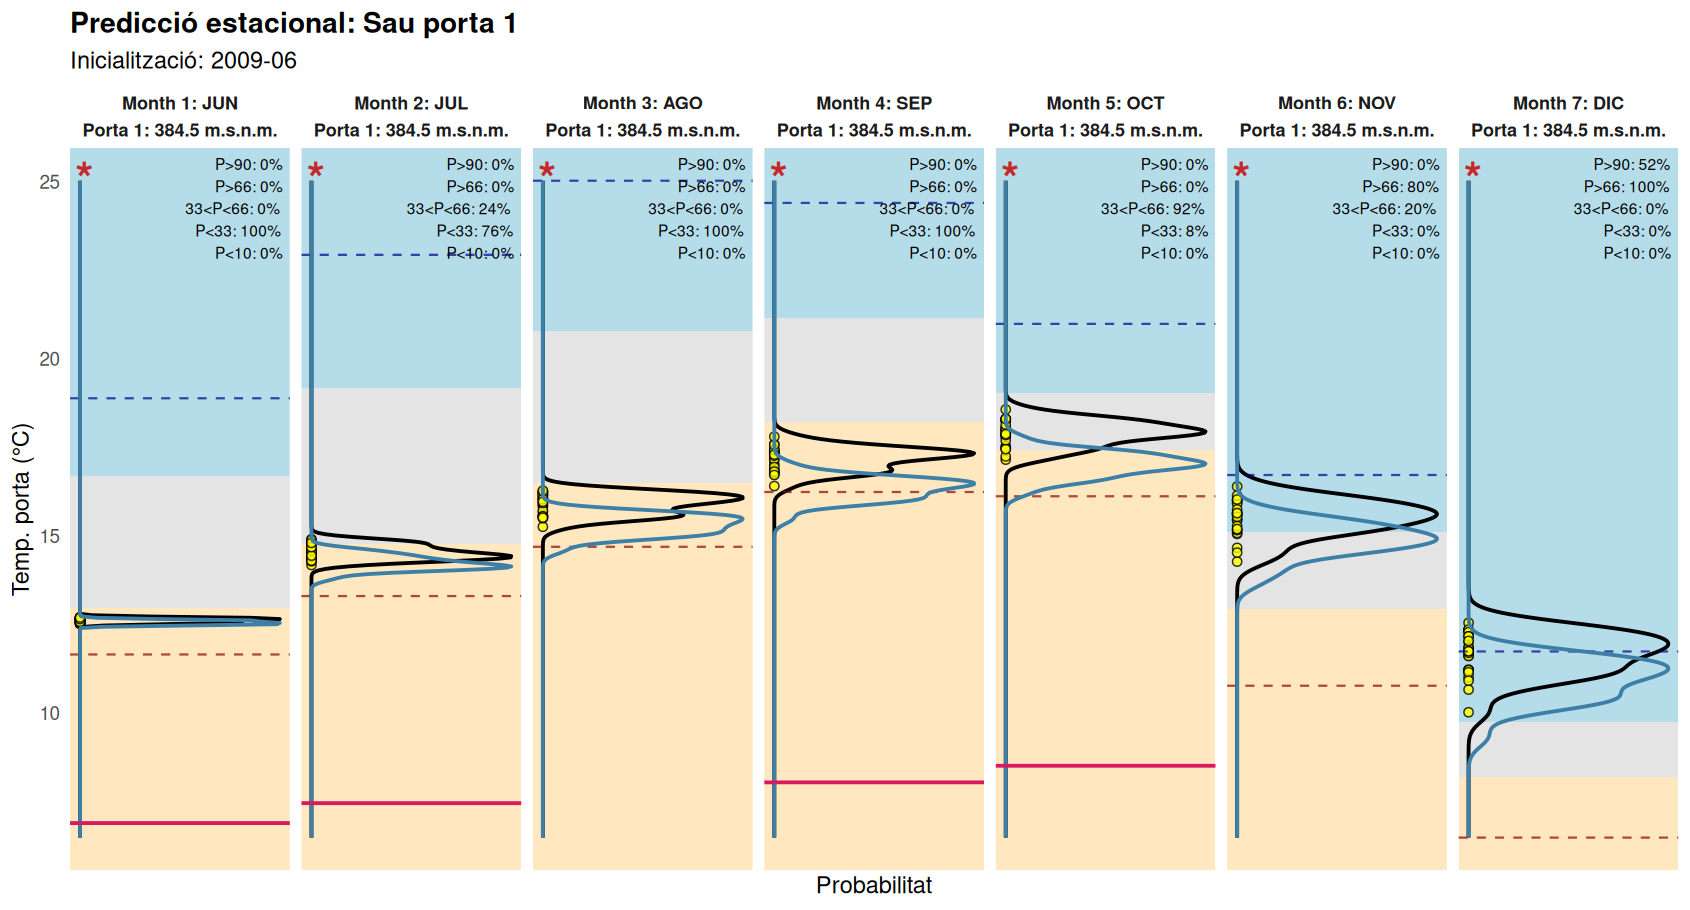 Predicció estacional: Sau porta 1
Inicialització: 2009-06
Month 1: JUN
Porta 1: 384.5 m.s.n.m.
Month 2: JUL
Porta 1: 384.5 m.s.n.m.
Month 3: AGO
Porta 1: 384.5 m.s.n.m.
Month 4: SEP
Porta 1: 384.5 m.s.n.m.
Month 5: OCT
Porta 1: 384.5 m.s.n.m.
Month 6: NOV
Porta 1: 384.5 m.s.n.m.
Month 7: DIC
Porta 1: 384.5 m.s.n.m.
Temp. porta (°C)
25
20
15
10
*
P>90: 0%
P>66: 0%
33<P<66: 0%
P<33: 100%
P<10: 0%
*
P>90: 0%
P>66: 0%
33<P<66: 24%
P<33: 76%
P<10: 0%
*
P>90: 0%
P>66: 0%
33<P<66: 0%
P<33: 100%
P<10: 0%
*
P>90: 0%
P>66: 0%
33<P<66: 0%
P<33: 100%
P<10: 0%
*
P>90: 0%
P>66: 0%
33<P<66: 92%
P<33: 8%
P<10: 0%
*
P>90: 0%
P>66: 80%
33<P<66: 20%
P<33: 0%
P<10: 0%
*
P>90: 52%
P>66: 100%
33<P<66: 0%
P<33: 0%
P<10: 0%
Probabilitat